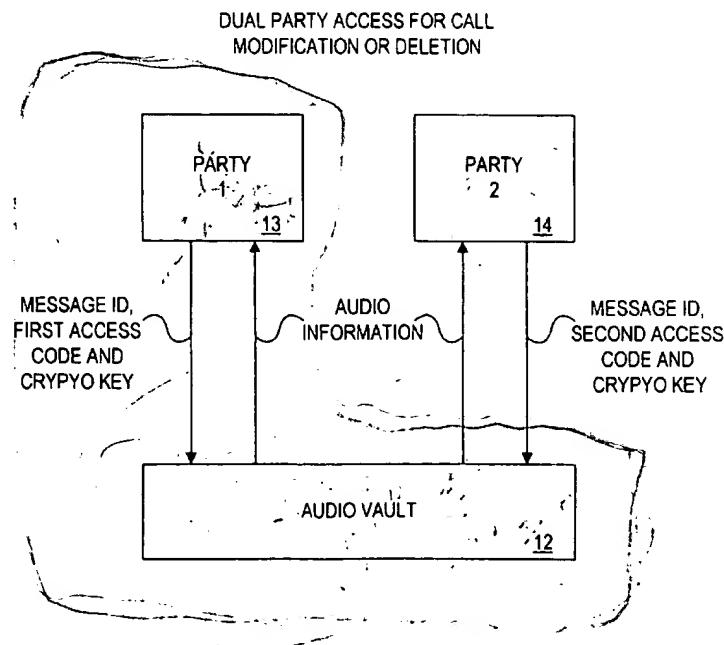 DUAL PARTY ACCESS FOR CALL
MODIFICATION OR DELETION
PARTY
1
13
PARTY
2
14
MESSAGE ID,
FIRST ACCESS
CODE AND
CRYPYO KEY
AUDIO
INFORMATION
MESSAGE ID,
SECOND ACCESS
CODE AND
CRYPYO KEY
AUDIO VAULT
12